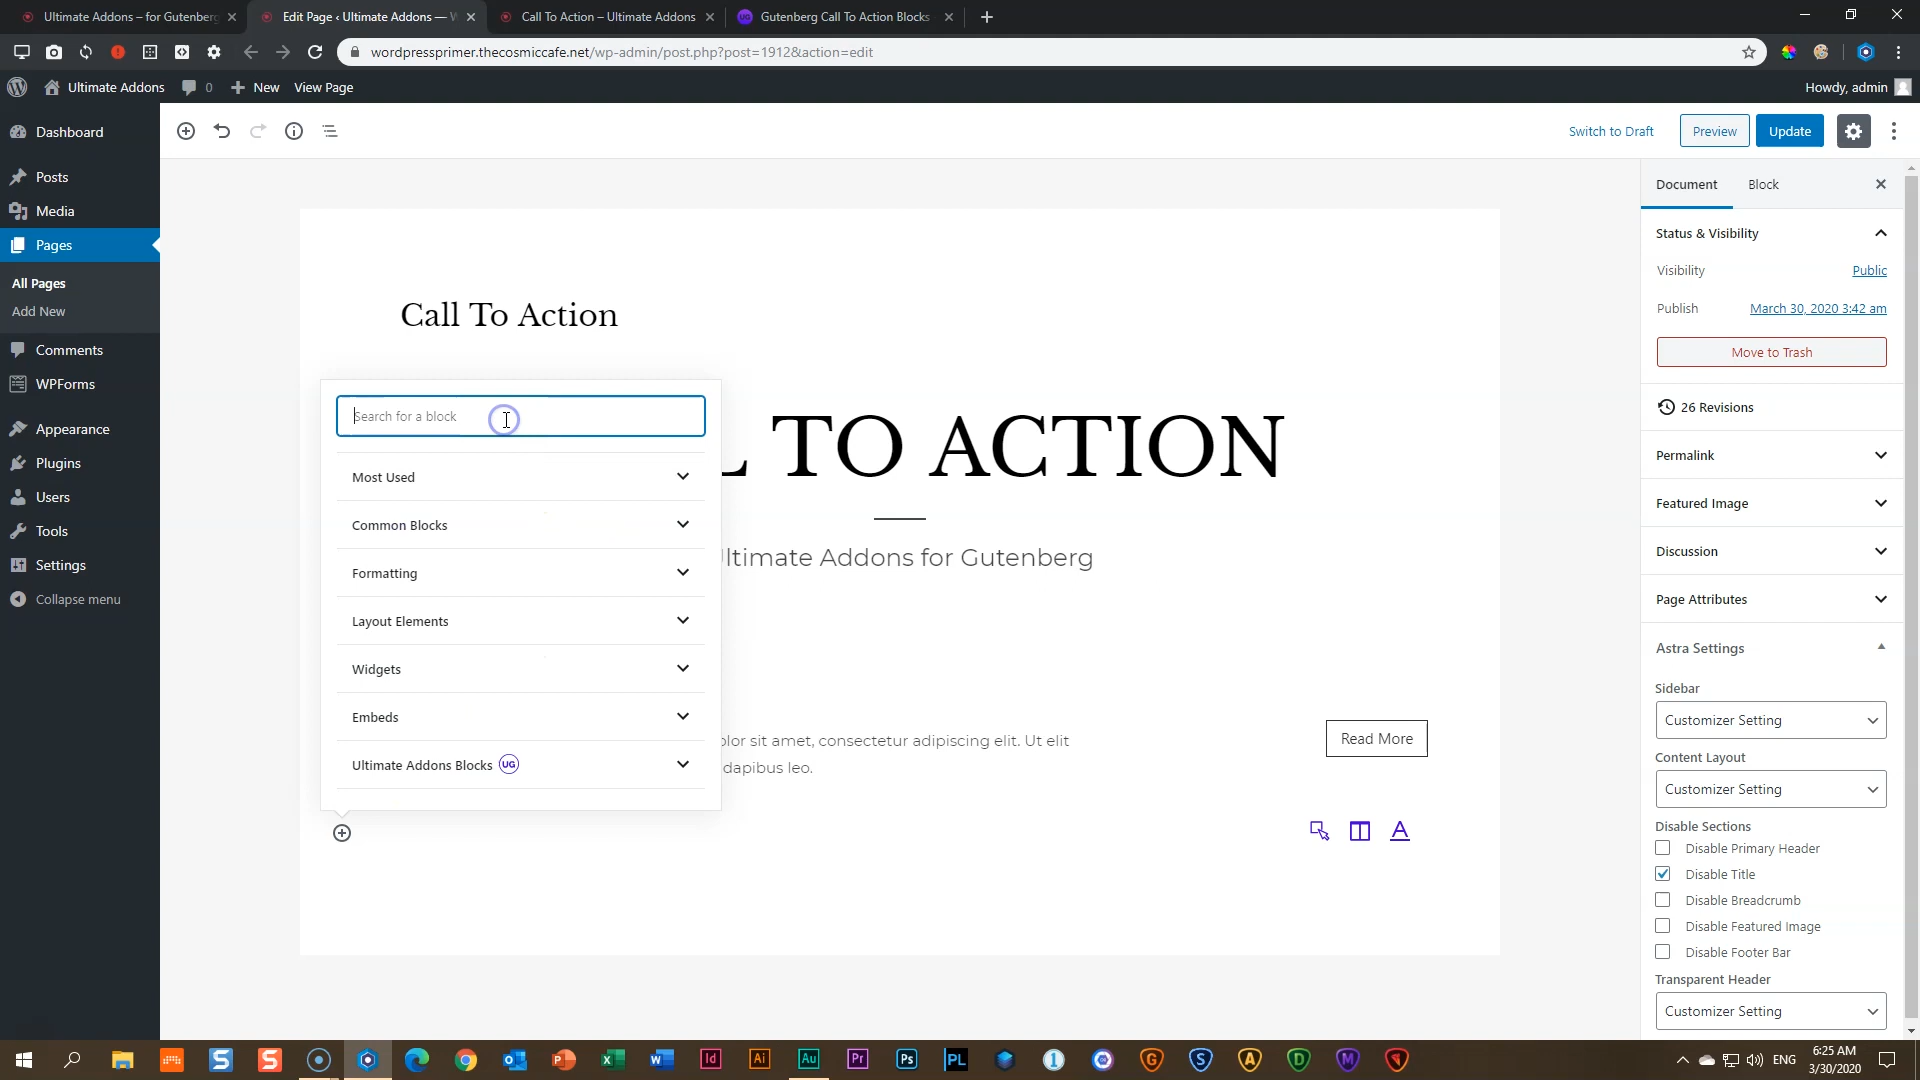 Ultimate Addons – for Gutenberg
Edit Page ‹ Ultimate Addons — W
Call To Action – Ultimate Addons
Gutenberg Call To Action Blocks
wordpressprimer.thecosmiccafe.net/wp-admin/post.php?post=1912&action=edit
Ultimate Addons
0
New
View Page
Howdy, admin
Dashboard
Posts
Media
Pages
All Pages
Add New
Comments
WPForms
Appearance
Plugins
Users
Tools
Settings
Collapse menu
Switch to Draft
Preview
Update
Call To Action
L TO ACTION
Ultimate Addons for Gutenberg
Search for a block
Most Used
Common Blocks
Formatting
Layout Elements
Widgets
Embeds
Ultimate Addons Blocks UG
olor sit amet, consectetur adipiscing elit. Ut elit
dapibus leo.
Read More
Document
Block
Status & Visibility
Visibility
Public
Publish
March 30, 2020 3:42 am
Move to Trash
26 Revisions
Permalink
Featured Image
Discussion
Page Attributes
Astra Settings
Sidebar
Customizer Setting
Content Layout
Customizer Setting
Disable Sections
Disable Primary Header
Disable Title
Disable Breadcrumb
Disable Featured Image
Disable Footer Bar
Transparent Header
Customizer Setting
ENG
6:25 AM
3/30/2020